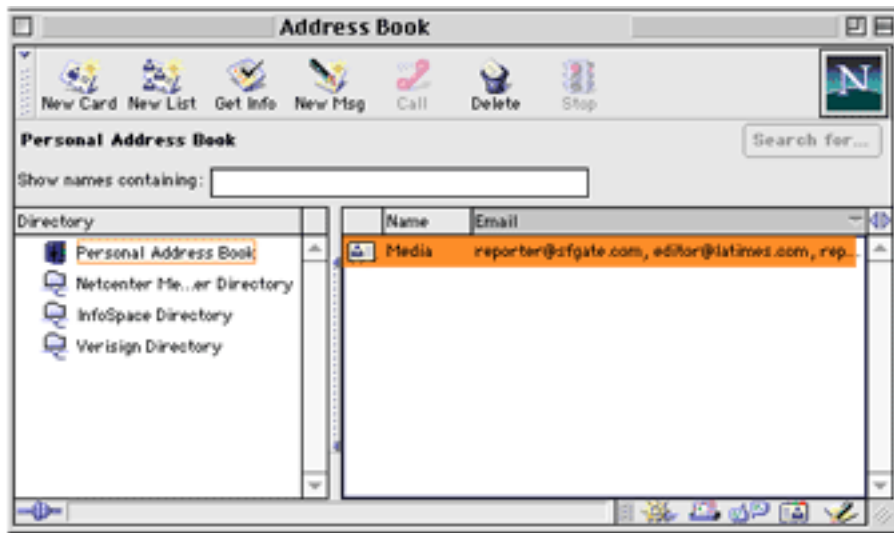 Address Book
New Card New List Get Info New Msg Call Delete Stop
N
Personal Address Book
Search for...
Show names containing:
Directory Name Email
Personal Address Book
Media reporter@sfgate.com, editor@latimes.com, rep...
Netcenter Me...er Directory
InfoSpace Directory
Verisign Directory